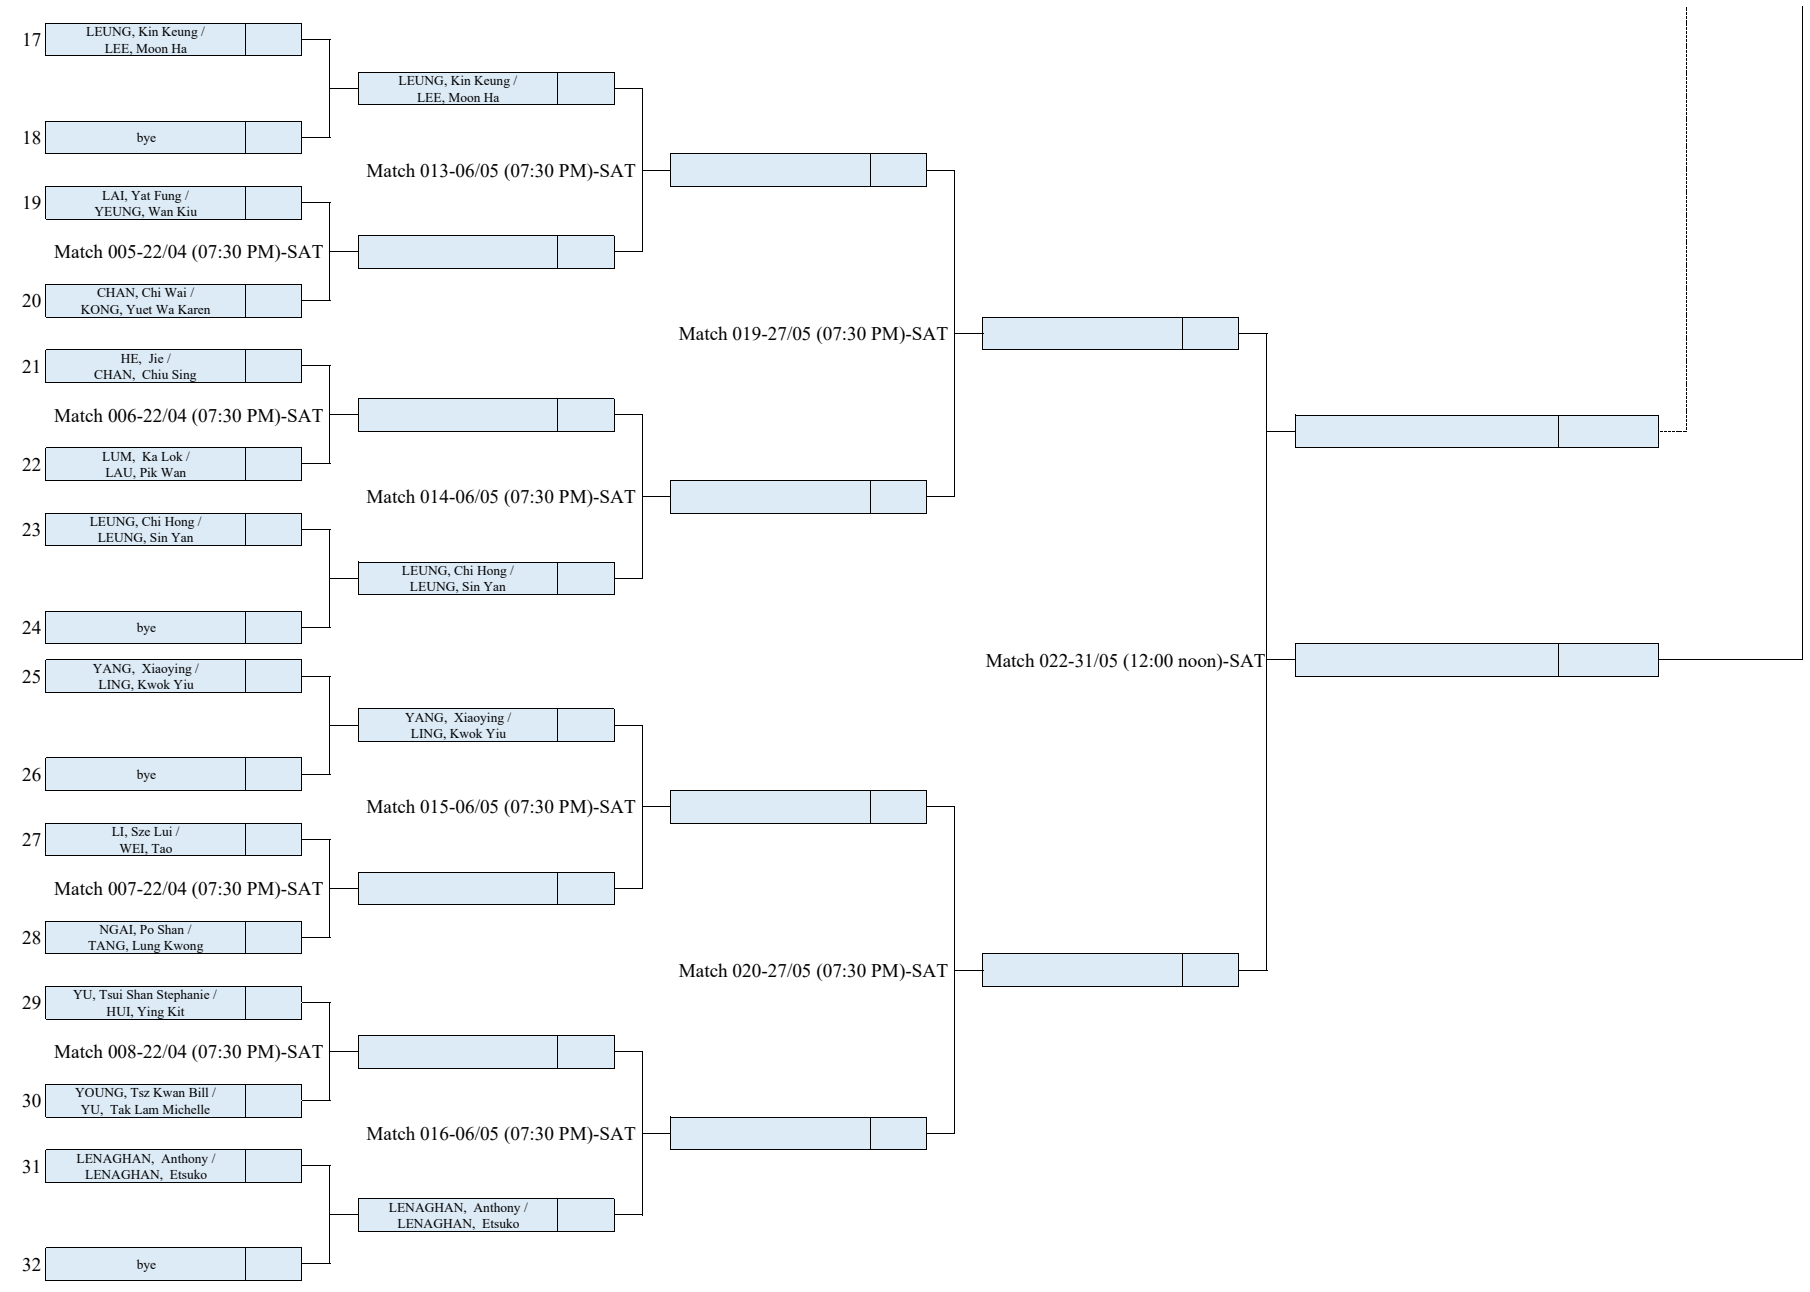 17
LEUNG, Kin Keung /
LEE, Moon Ha
LEUNG, Kin Keung /
LEE, Moon Ha
18
bye
Match 013-06/05 (07:30 PM)-SAT
19
LAI, Yat Fung /
YEUNG, Wan Kiu
Match 005-22/04 (07:30 PM)-SAT
20
CHAN, Chi Wai /
KONG, Yuet Wa Karen
Match 019-27/05 (07:30 PM)-SAT
21
HE, Jie /
CHAN, Chiu Sing
Match 006-22/04 (07:30 PM)-SAT
22
LUM, Ka Lok /
LAU, Pik Wan
Match 014-06/05 (07:30 PM)-SAT
23
LEUNG, Chi Hong /
LEUNG, Sin Yan
LEUNG, Chi Hong /
LEUNG, Sin Yan
24
bye
Match 022-31/05 (12:00 noon)-SAT
25
YANG, Xiaoying /
LING, Kwok Yiu
YANG, Xiaoying /
LING, Kwok Yiu
26
bye
Match 015-06/05 (07:30 PM)-SAT
27
LI, Sze Lui /
WEI, Tao
Match 007-22/04 (07:30 PM)-SAT
28
NGAI, Po Shan /
TANG, Lung Kwong
Match 020-27/05 (07:30 PM)-SAT
29
YU, Tsui Shan Stephanie /
HUI, Ying Kit
Match 008-22/04 (07:30 PM)-SAT
30
YOUNG, Tsz Kwan Bill /
YU, Tak Lam Michelle
Match 016-06/05 (07:30 PM)-SAT
31
LENAGHAN, Anthony /
LENAGHAN, Etsuko
LENAGHAN, Anthony /
LENAGHAN, Etsuko
32
bye